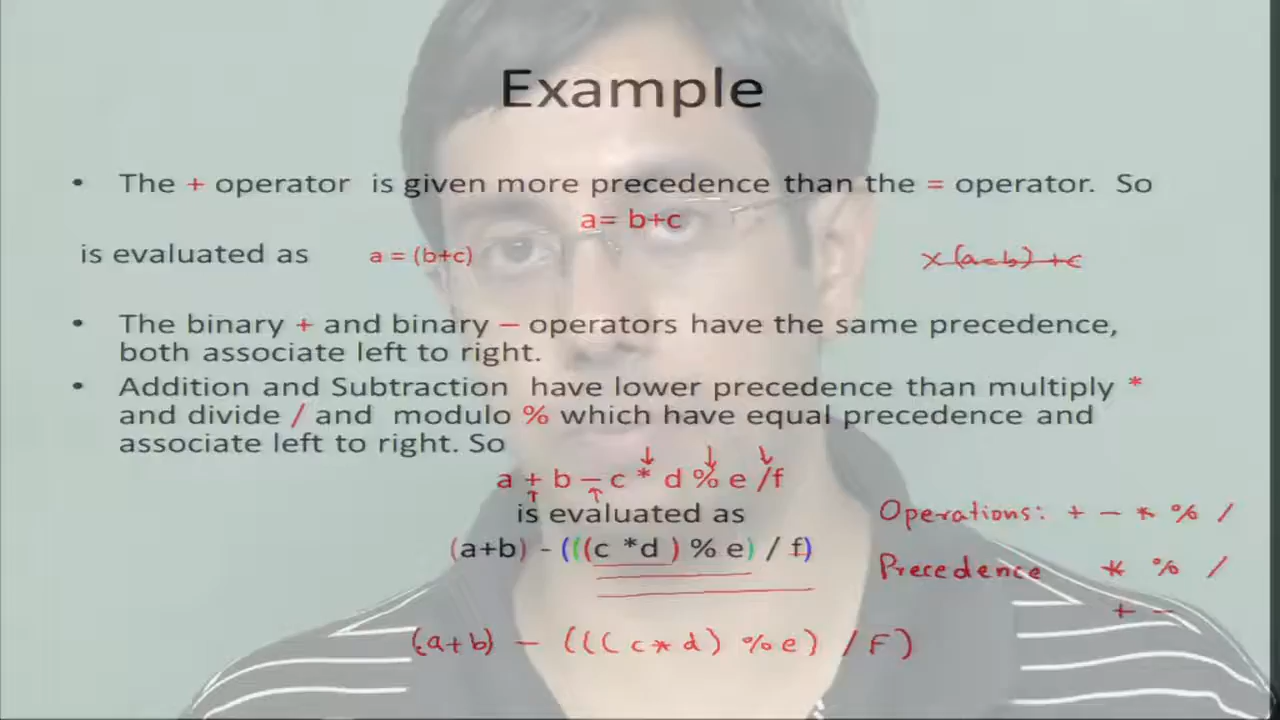 Example
• The + operator is given more precedence than the = operator. So
a= b+c
is evaluated as a = (b+c) x (a=b) + c
• The binary + and binary – operators have the same precedence,
both associate left to right.
• Addition and Subtraction have lower precedence than multiply *
and divide / and modulo % which have equal precedence and
associate left to right. So
a + b – c * d % e /f
is evaluated as
(a+b) - (((c *d ) % e) / f)
Operations: + - * % /
Precedence * % /
+ -
(a+b) - (((c*d) %e) / F)